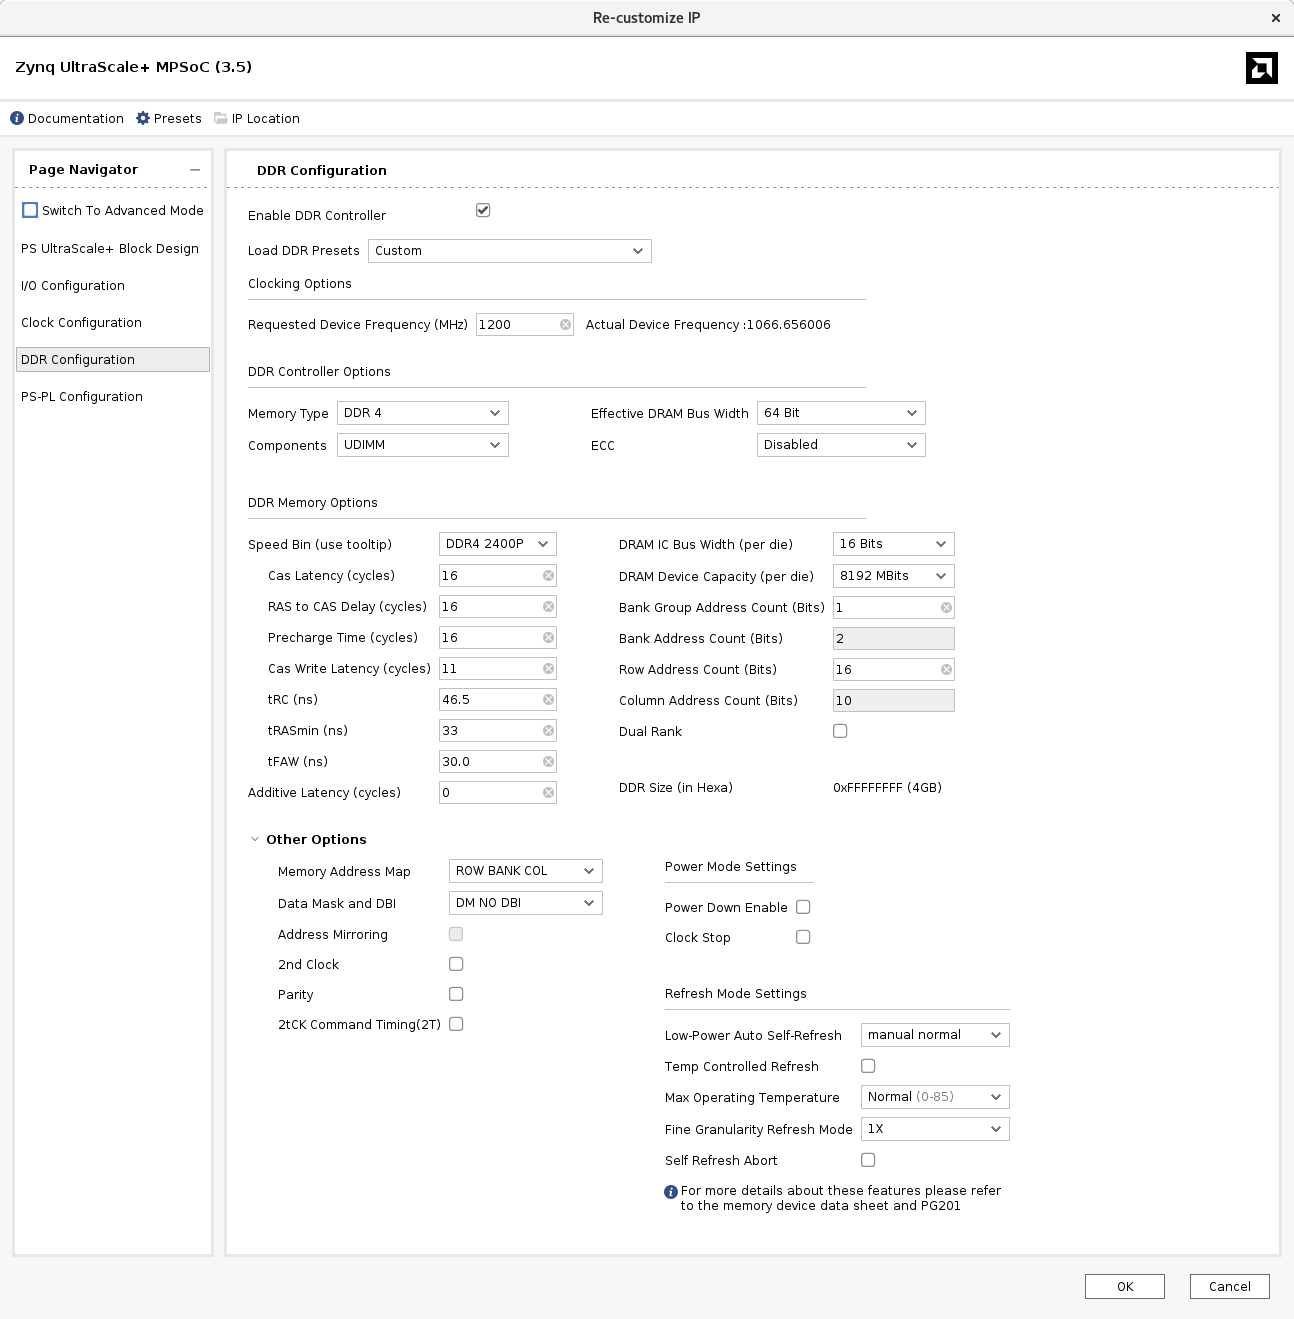 Re-customize IP
Zynq UltraScale+ MPSoC (3.5)
Documentation Presets IP Location
Page Navigator
Switch To Advanced Mode
PS UltraScale+ Block Design
I/O Configuration
Clock Configuration
DDR Configuration
PS-PL Configuration
DDR Configuration
Enable DDR Controller
Load DDR Presets Custom
Clocking Options
Requested Device Frequency (MHz) 1200 Actual Device Frequency :1066.656006
DDR Controller Options
Memory Type DDR 4 Effective DRAM Bus Width 64 Bit
Components UDIMM ECC Disabled
DDR Memory Options
Speed Bin (use tooltip) DDR4 2400P DRAM IC Bus Width (per die) 16 Bits
Cas Latency (cycles) 16 DRAM Device Capacity (per die) 8192 MBits
RAS to CAS Delay (cycles) 16 Bank Group Address Count (Bits) 1
Precharge Time (cycles) 16 Bank Address Count (Bits) 2
Cas Write Latency (cycles) 11 Row Address Count (Bits) 16
tRC (ns) 46.5 Column Address Count (Bits) 10
tRASmin (ns) 33 Dual Rank
tFAW (ns) 30.0
Additive Latency (cycles) 0 DDR Size (in Hexa) 0xFFFFFFFF (4GB)
Other Options
Memory Address Map ROW BANK COL
Data Mask and DBI DM NO DBI
Address Mirroring
2nd Clock
Parity
2tCK Command Timing(2T)
Power Mode Settings
Power Down Enable
Clock Stop
Refresh Mode Settings
Low-Power Auto Self-Refresh manual normal
Temp Controlled Refresh
Max Operating Temperature Normal (0-85)
Fine Granularity Refresh Mode 1X
Self Refresh Abort
For more details about these features please refer
to the memory device data sheet and PG201
OK Cancel